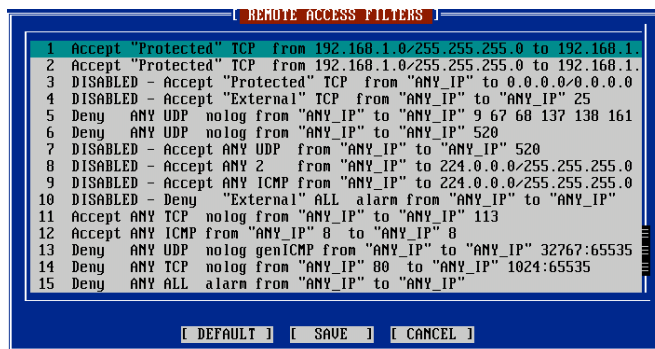 [ REMOTE ACCESS FILTERS ]
1 Accept "Protected" TCP from 192.168.1.0/255.255.255.0 to 192.168.1.
2 Accept "Protected" TCP from 192.168.1.0/255.255.255.0 to 192.168.1.
3 DISABLED - Accept "Protected" TCP from "ANY_IP" to 0.0.0.0/0.0.0.0
4 DISABLED - Accept "External" TCP from "ANY_IP" to "ANY_IP" 25
5 Deny ANY UDP nolog from "ANY_IP" to "ANY_IP" 9 67 68 137 138 161
6 Deny ANY UDP nolog from "ANY_IP" to "ANY_IP" 520
7 DISABLED - Accept ANY UDP from "ANY_IP" to "ANY_IP" 520
8 DISABLED - Accept ANY 2 from "ANY_IP" to 224.0.0.0/255.255.255.0
9 DISABLED - Accept ANY ICMP from "ANY_IP" to 224.0.0.0/255.255.255.0
10 DISABLED - Deny "External" ALL alarm from "ANY_IP" to "ANY_IP"
11 Accept ANY TCP nolog from "ANY_IP" to "ANY_IP" 113
12 Accept ANY ICMP from "ANY_IP" 8 to "ANY_IP" 8
13 Deny ANY UDP nolog genICMP from "ANY_IP" to "ANY_IP" 32767:65535
14 Deny ANY TCP nolog from "ANY_IP" 80 to "ANY_IP" 1024:65535
15 Deny ANY ALL alarm from "ANY_IP" to "ANY_IP"
[ DEFAULT ] [ SAVE ] [ CANCEL ]